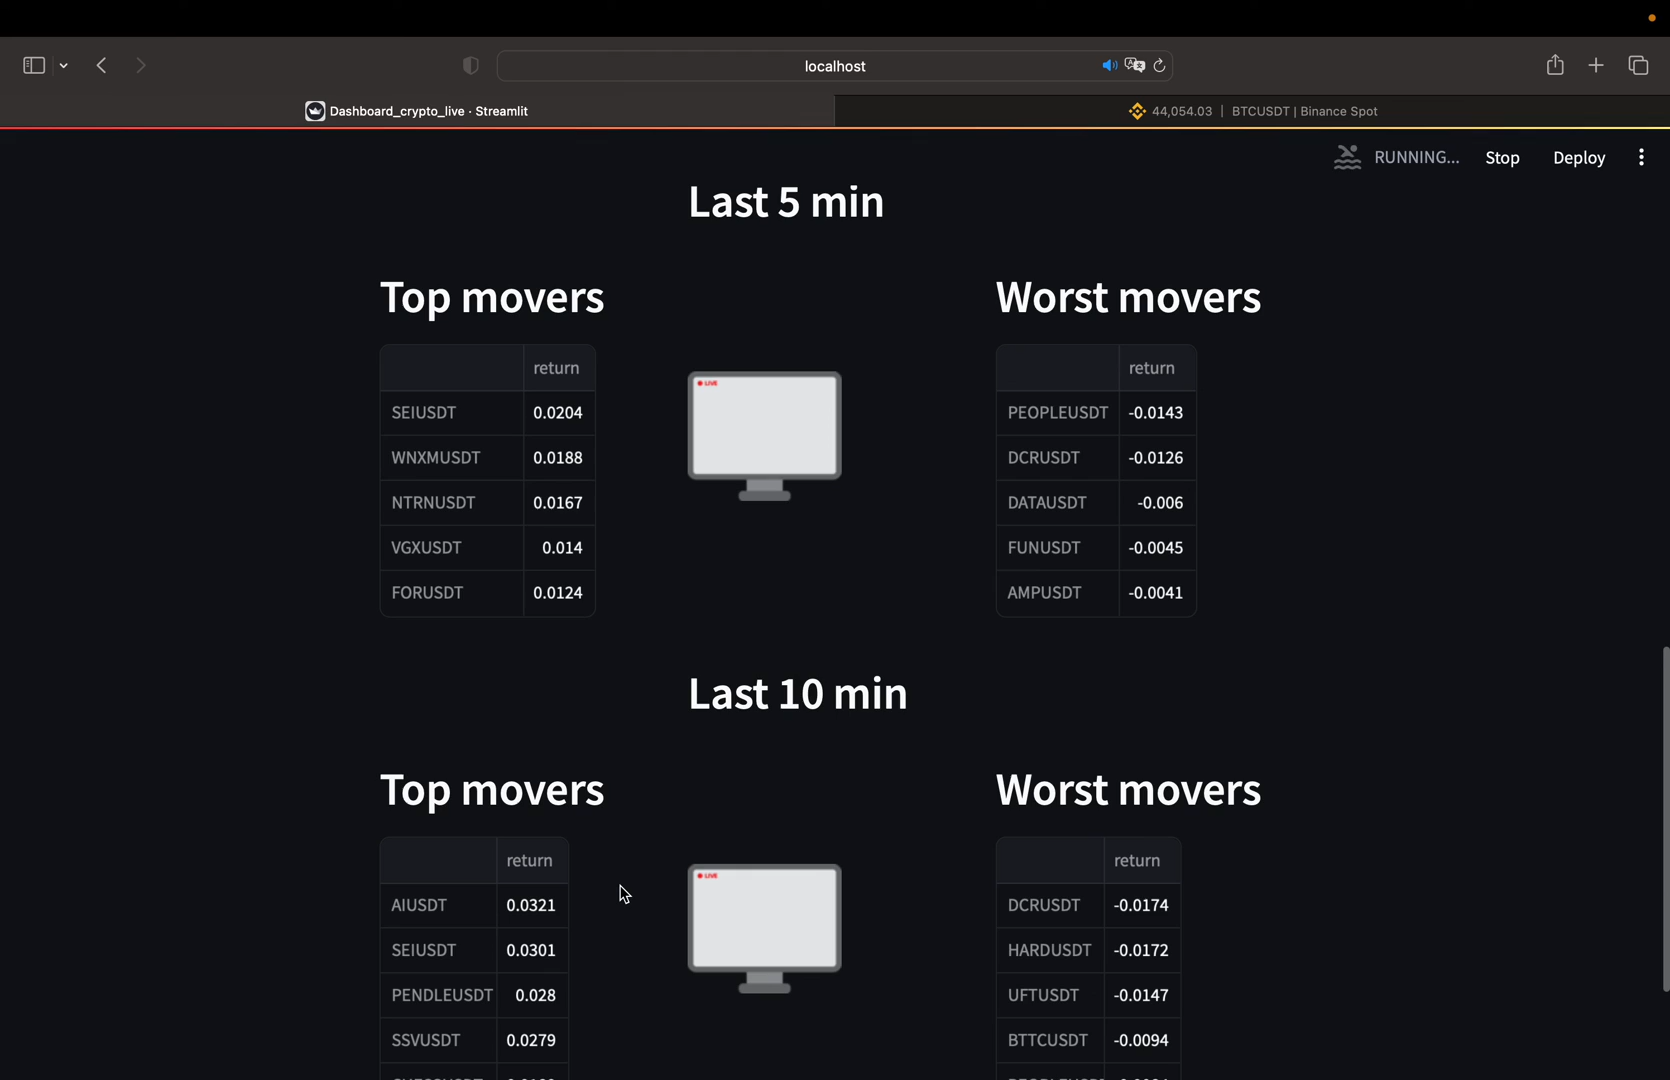 localhost
Dashboard_crypto_live · Streamlit
44,054.03 | BTCUSDT | Binance Spot
RUNNING... Stop Deploy
Last 5 min
Top movers
return
SEIUSDT 0.0204
WNXMUSDT 0.0188
NTRNUSDT 0.0167
VGXUSDT 0.014
FORUSDT 0.0124
LIVE
Worst movers
return
PEOPLEUSDT -0.0143
DCRUSDT -0.0126
DATAUSDT -0.006
FUNUSDT -0.0045
AMPUSDT -0.0041
Last 10 min
Top movers
return
AIUSDT 0.0321
SEIUSDT 0.0301
PENDLEUSDT 0.028
SSVUSDT 0.0279
LIVE
Worst movers
return
DCRUSDT -0.0174
HARDUSDT -0.0172
UFTUSDT -0.0147
BTTCUSDT -0.0094